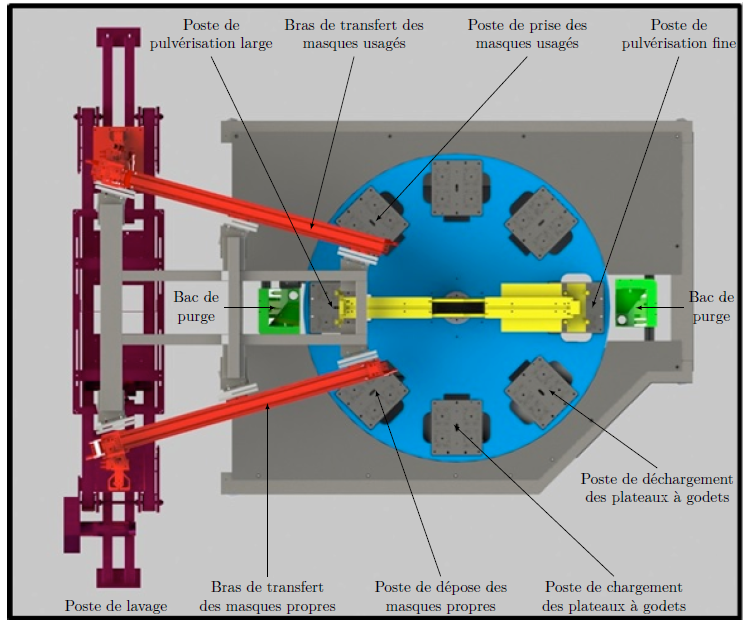 Poste de
pulvérisation large
Bras de transfert des
masques usagés
Poste de prise des
masques usagés
Poste de
pulvérisation fine
Bac de
purge
Bac de
purge
Poste de déchargement
des plateaux à godets
Poste de lavage
Bras de transfert
des masques propres
Poste de dépose des
masques propres
Poste de chargement
des plateaux à godets